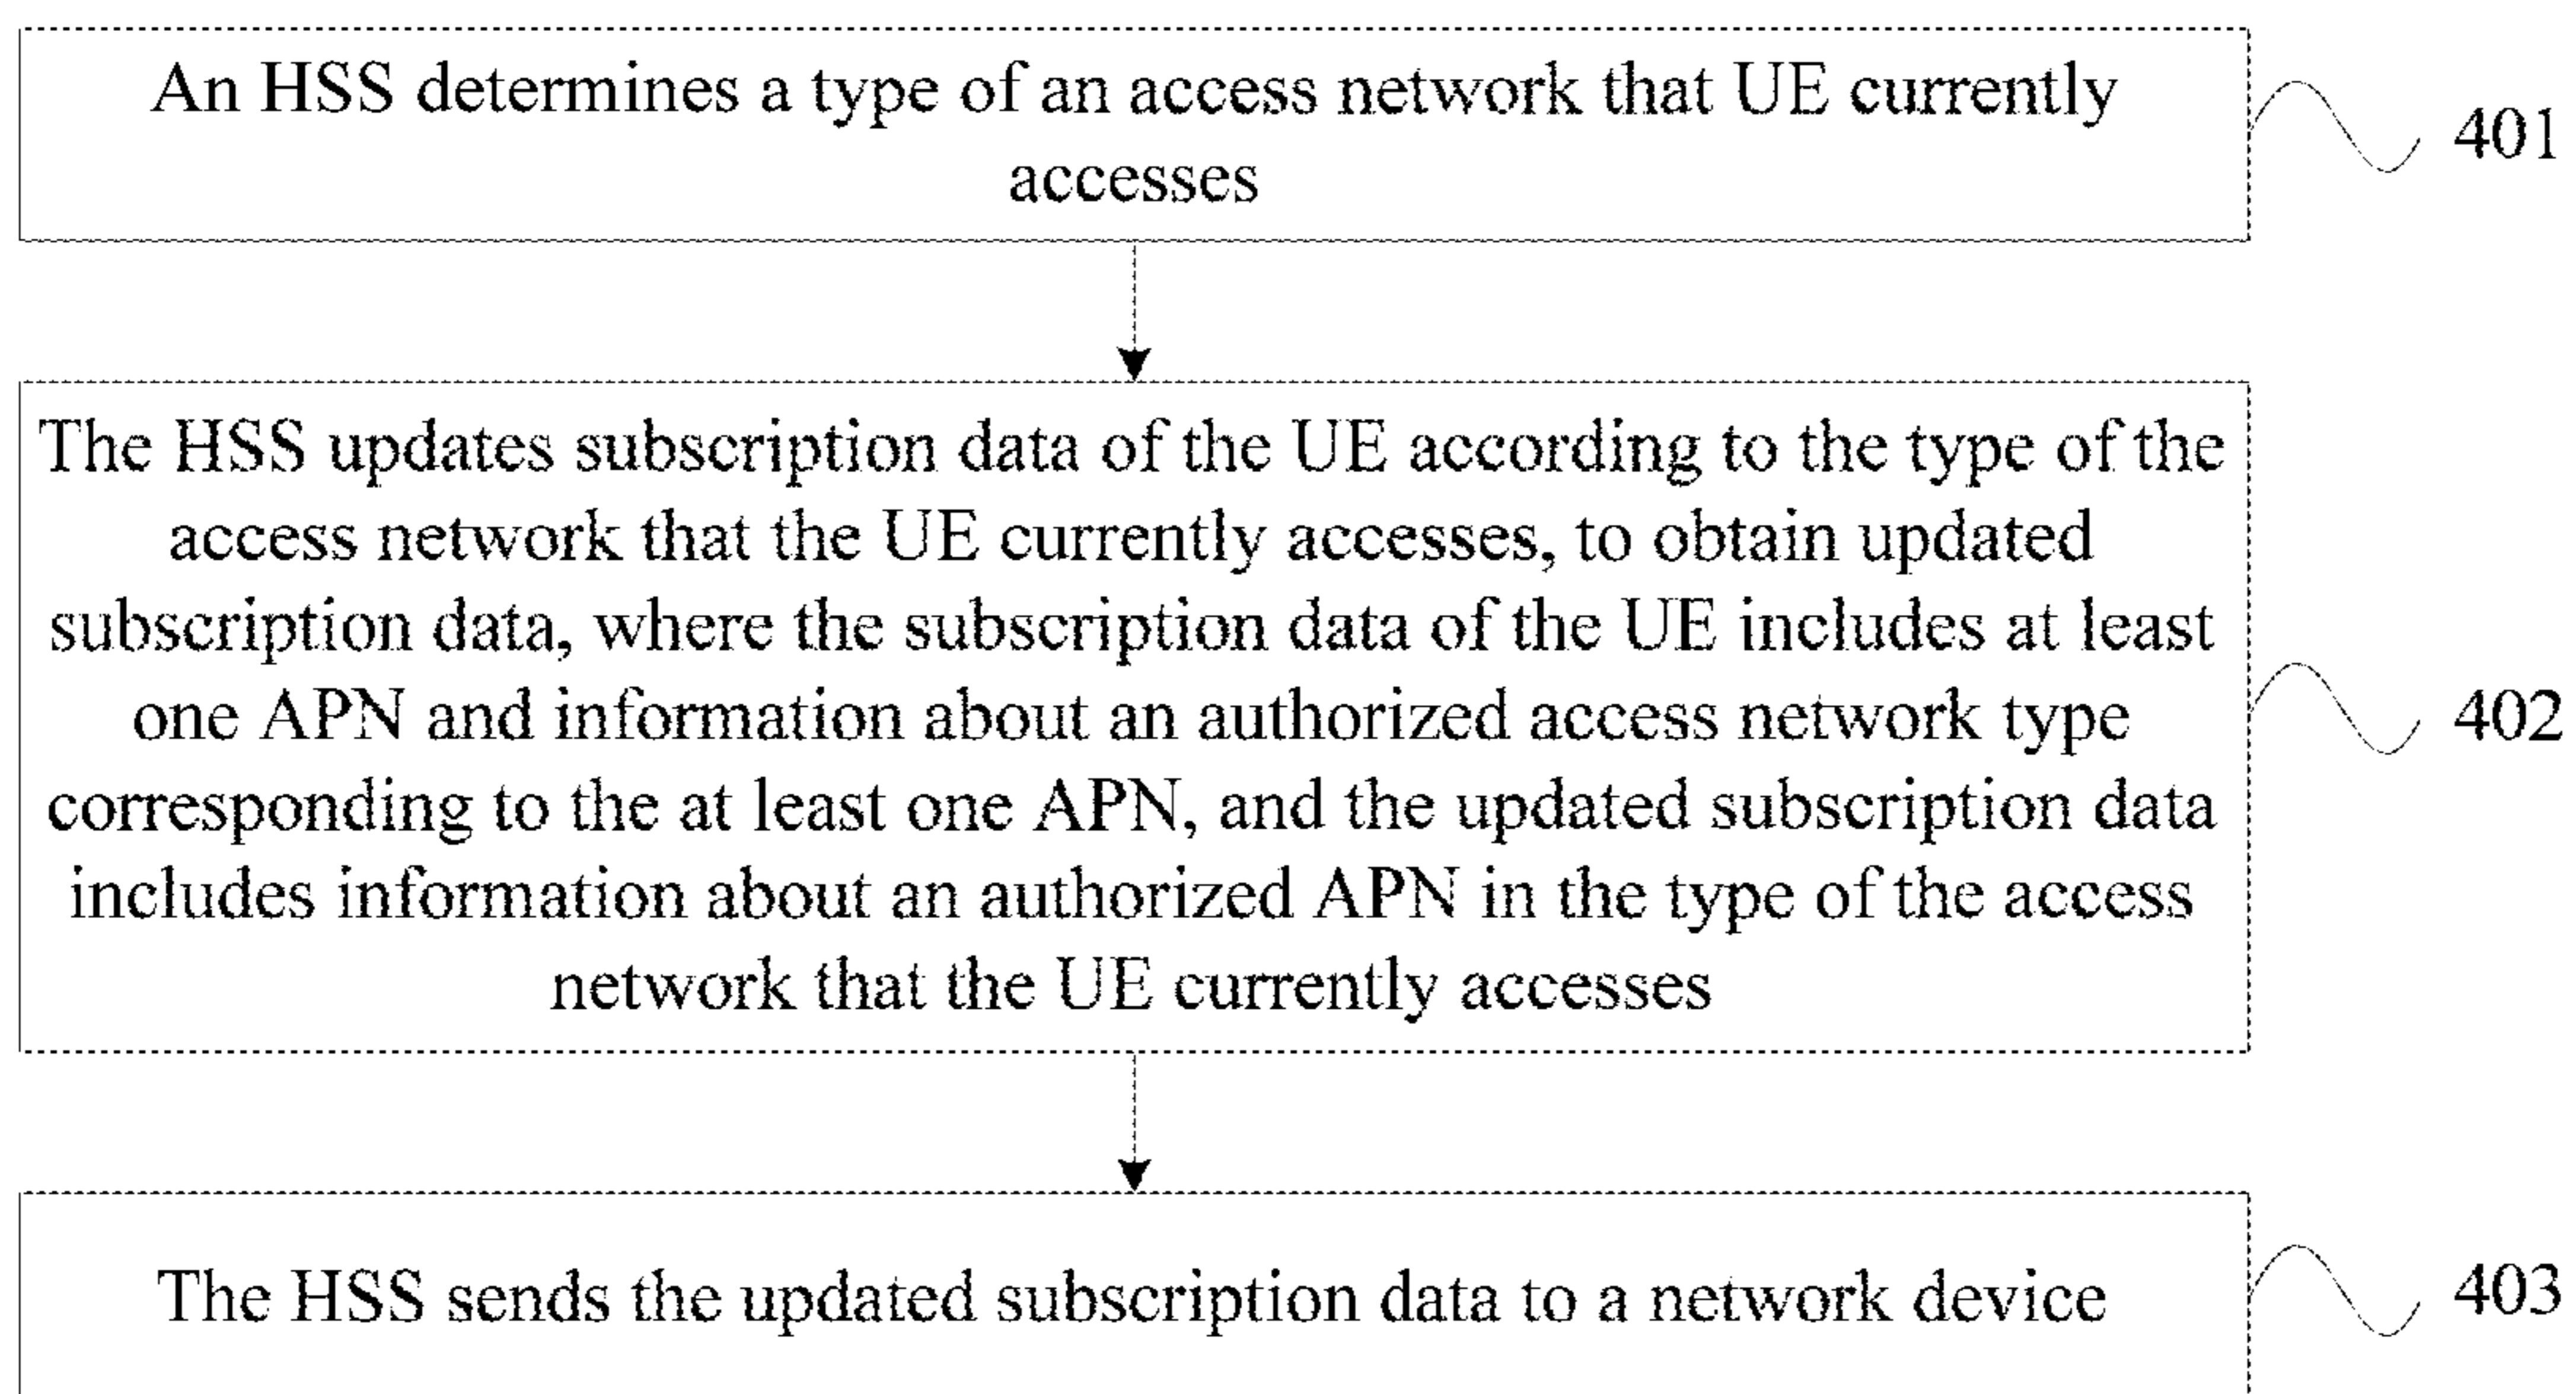 An HSS determines a type of an access network that UE currently
accesses
401
The HSS updates subscription data of the UE according to the type of the
access network that the UE currently accesses, to obtain updated
subscription data, where the subscription data of the UE includes at least
one APN and information about an authorized access network type
corresponding to the at least one APN, and the updated subscription data
includes information about an authorized APN in the type of the access
network that the UE currently accesses
402
The HSS sends the updated subscription data to a network device
403